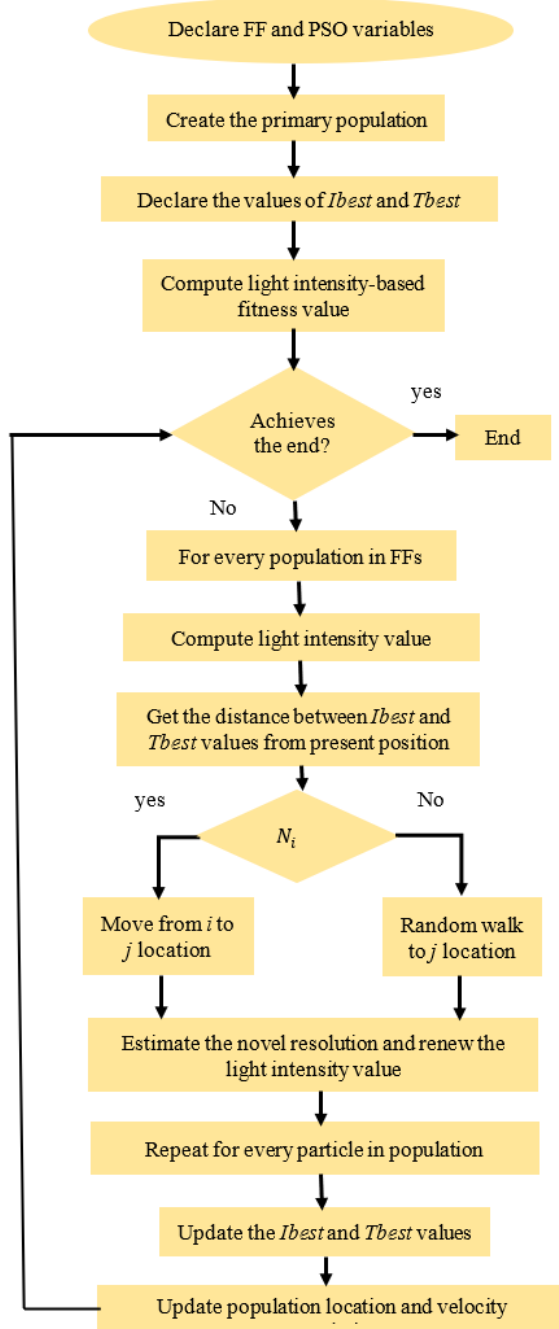 Declare FF and PSO variables
Create the primary population
Declare the values of Ibest and Tbest
Compute light intensity-based
fitness value
Achieves
the end?
yes
End
No
For every population in FFs
Compute light intensity value
Get the distance between Ibest and
Tbest values from present position
yes
No
N_i
Move from i to
j location
Random walk
to j location
Estimate the novel resolution and renew the
light intensity value
Repeat for every particle in population
Update the Ibest and Tbest values
Update population location and velocity